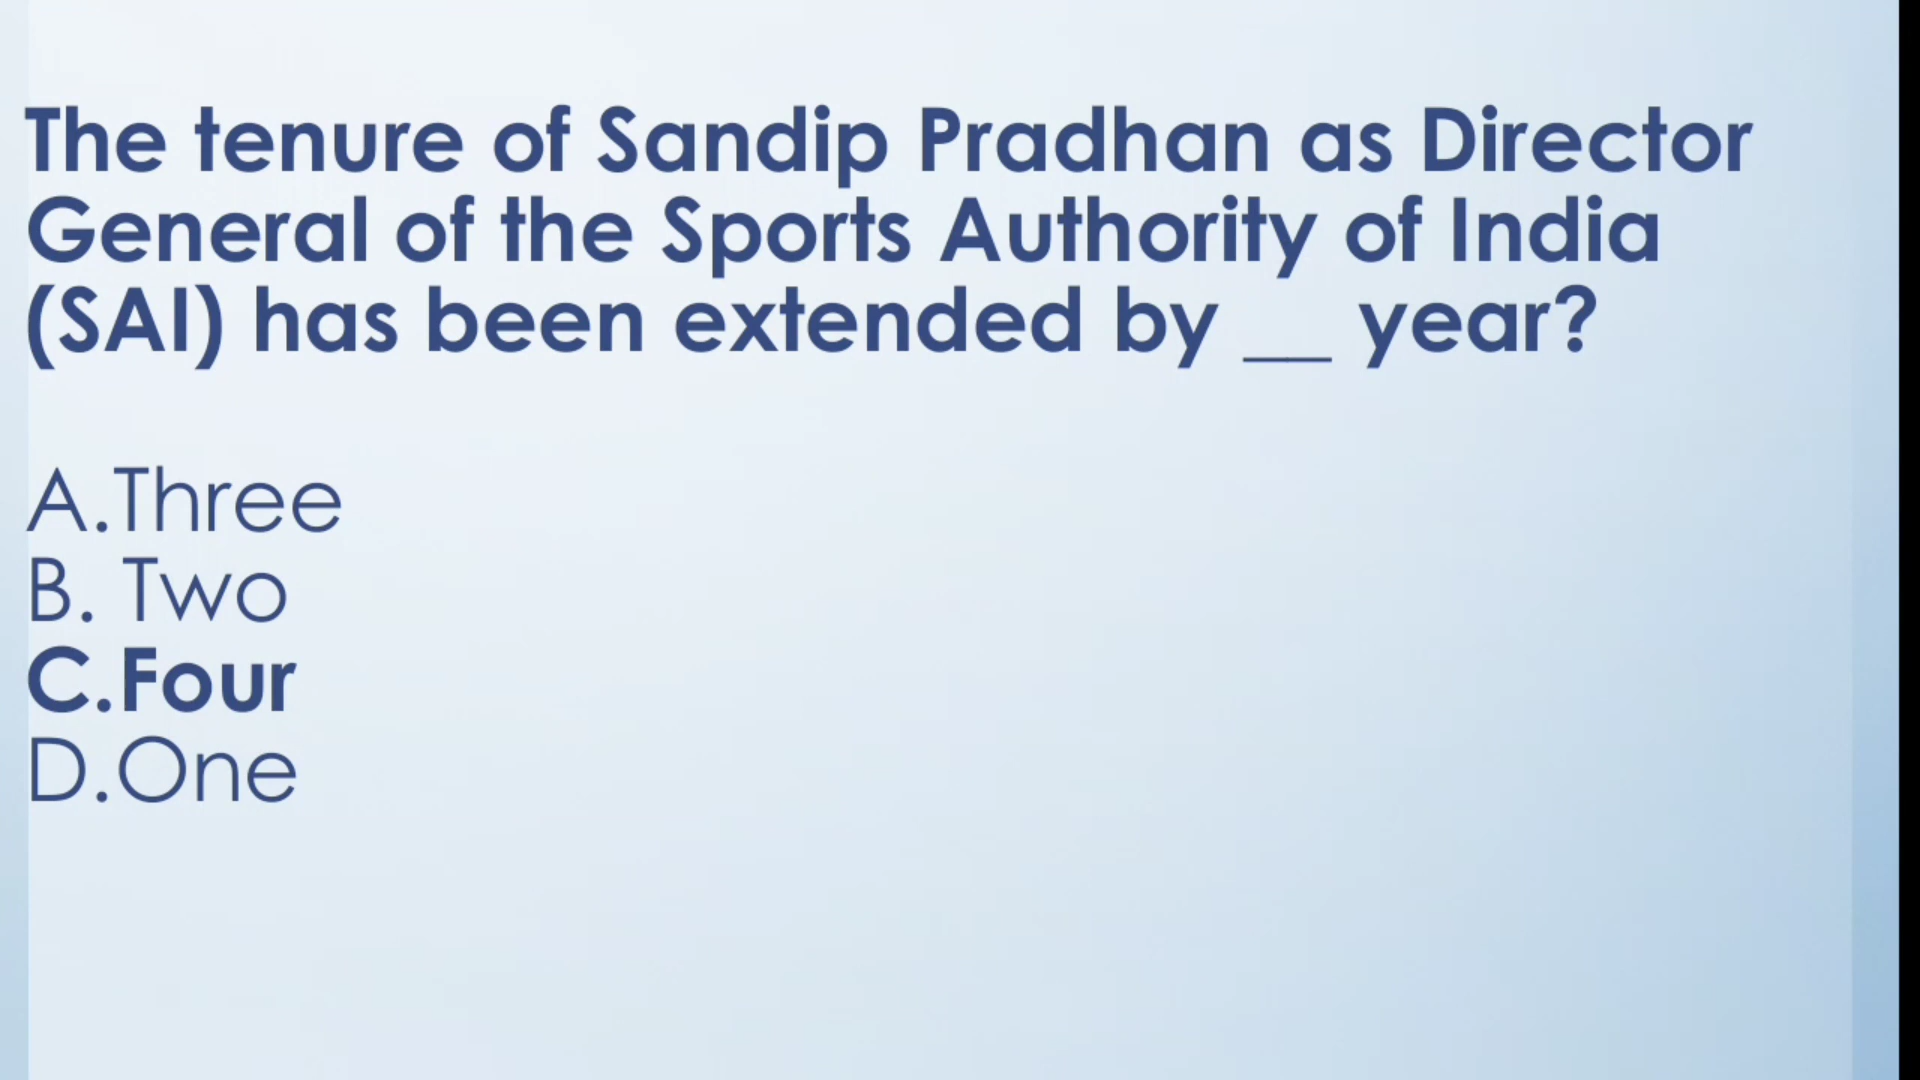 The tenure of Sandip Pradhan as Director
General of the Sports Authority of India
(SAI) has been extended by __ year?
A.Three
B. Two
C.Four
D.One